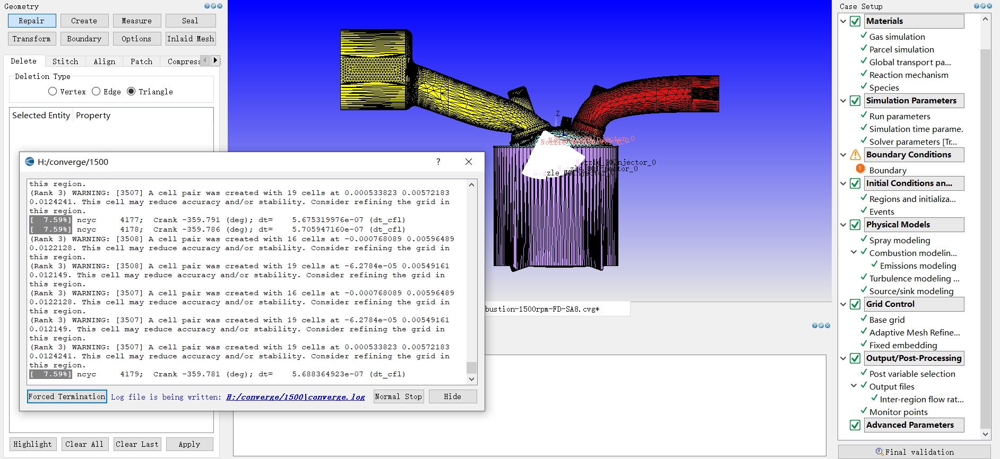 Geometry
Repair Create Measure Seal
Transform Boundary Options Inlaid Mesh
Delete Stitch Align Patch Compress
Deletion Type
Vertex Edge Triangle
Selected Entity Property
H:/converge/1500 ?
this region.
(Rank 3) WARNING: [3507] A cell pair was created with 19 cells at 0.000533823 0.00572183
0.0124241. This cell may reduce accuracy and/or stability. Consider refining the grid in
this region.
[ 7.59%] ncyc 4177; Crank -359.791 (deg); dt= 5.675319976e-07 (dt_cfl)
[ 7.59%] ncyc 4178; Crank -359.786 (deg); dt= 5.705947160e-07 (dt_cfl)
(Rank 3) WARNING: [3508] A cell pair was created with 16 cells at -0.000768089 0.00596489
0.0122128. This cell may reduce accuracy and/or stability. Consider refining the grid in
this region.
(Rank 3) WARNING: [3508] A cell pair was created with 19 cells at -6.2784e-05 0.00549161
0.012149. This cell may reduce accuracy and/or stability. Consider refining the grid in
this region.
(Rank 3) WARNING: [3507] A cell pair was created with 16 cells at -0.000768089 0.00596489
0.0122128. This cell may reduce accuracy and/or stability. Consider refining the grid in
this region.
(Rank 3) WARNING: [3507] A cell pair was created with 19 cells at -6.2784e-05 0.00549161
0.012149. This cell may reduce accuracy and/or stability. Consider refining the grid in
this region.
(Rank 3) WARNING: [3507] A cell pair was created with 19 cells at 0.000533823 0.00572183
0.0124241. This cell may reduce accuracy and/or stability. Consider refining the grid in
this region.
[ 7.59%] ncyc 4179; Crank -359.781 (deg); dt= 5.688364923e-07 (dt_cfl)
Forced Termination Log file is being written: H:/converge/1500\converge.log Normal Stop Hide
Highlight Clear All Clear Last Apply
Z
bustion-1500rpm-FD-SA8.cvg*
Case Setup
Materials
Gas simulation
Parcel simulation
Global transport pa...
Reaction mechanism
Species
Simulation Parameters
Run parameters
Simulation time parame.
Solver parameters [Tr...
Boundary Conditions
1 Boundary
Initial Conditions an...
Regions and initializa...
Events
Physical Models
Spray modeling
Combustion modelin...
Emissions modeling
Turbulence modeling ...
Source/sink modeling
Grid Control
Base grid
Adaptive Mesh Refine...
Fixed embedding
Output/Post-Processing
Post variable selection
Output files
Inter-region flow rat...
Monitor points
Advanced Parameters
Final validation